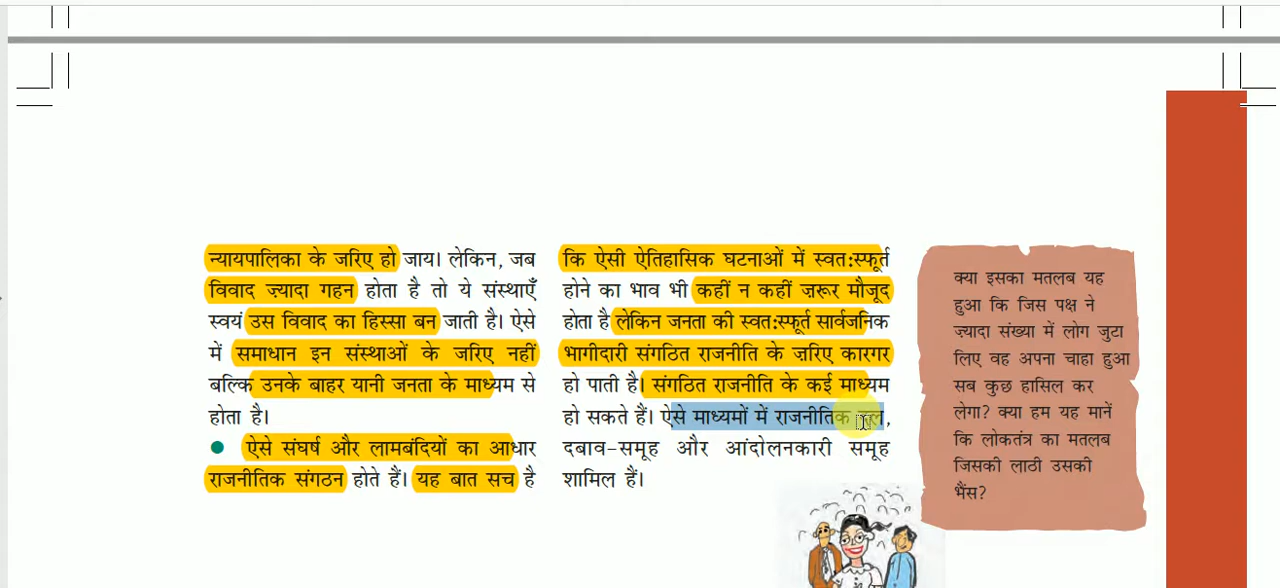 न्यायपालिका के जरिए हो जाय। लेकिन, जब
विवाद ज़्यादा गहन होता है तो ये संस्थाएँ
स्वयं उस विवाद का हिस्सा बन जाती है। ऐसे
में समाधान इन संस्थाओं के जरिए नहीं
बल्कि उनके बाहर यानी जनता के माध्यम से
होता है।
● ऐसे संघर्ष और लामबंदियों का आधार
राजनीतिक संगठन होते हैं। यह बात सच है
कि ऐसी ऐतिहासिक घटनाओं में स्वत:स्फूर्त
होने का भाव भी कहीं न कहीं ज़रूर मौजूद
होता है लेकिन जनता की स्वत:स्फूर्त सार्वजनिक
भागीदारी संगठित राजनीति के ज़रिए कारगर
हो पाती है। संगठित राजनीति के कई माध्यम
हो सकते हैं। ऐसे माध्यमों में राजनीतिक दल,
दबाव-समूह और आंदोलनकारी समूह
शामिल हैं।
क्या इसका मतलब यह
हुआ कि जिस पक्ष ने
ज़्यादा संख्या में लोग जुटा
लिए वह अपना चाहा हुआ
सब कुछ हासिल कर
लेगा? क्या हम यह मानें
कि लोकतंत्र का मतलब
जिसकी लाठी उसकी
भैंस?